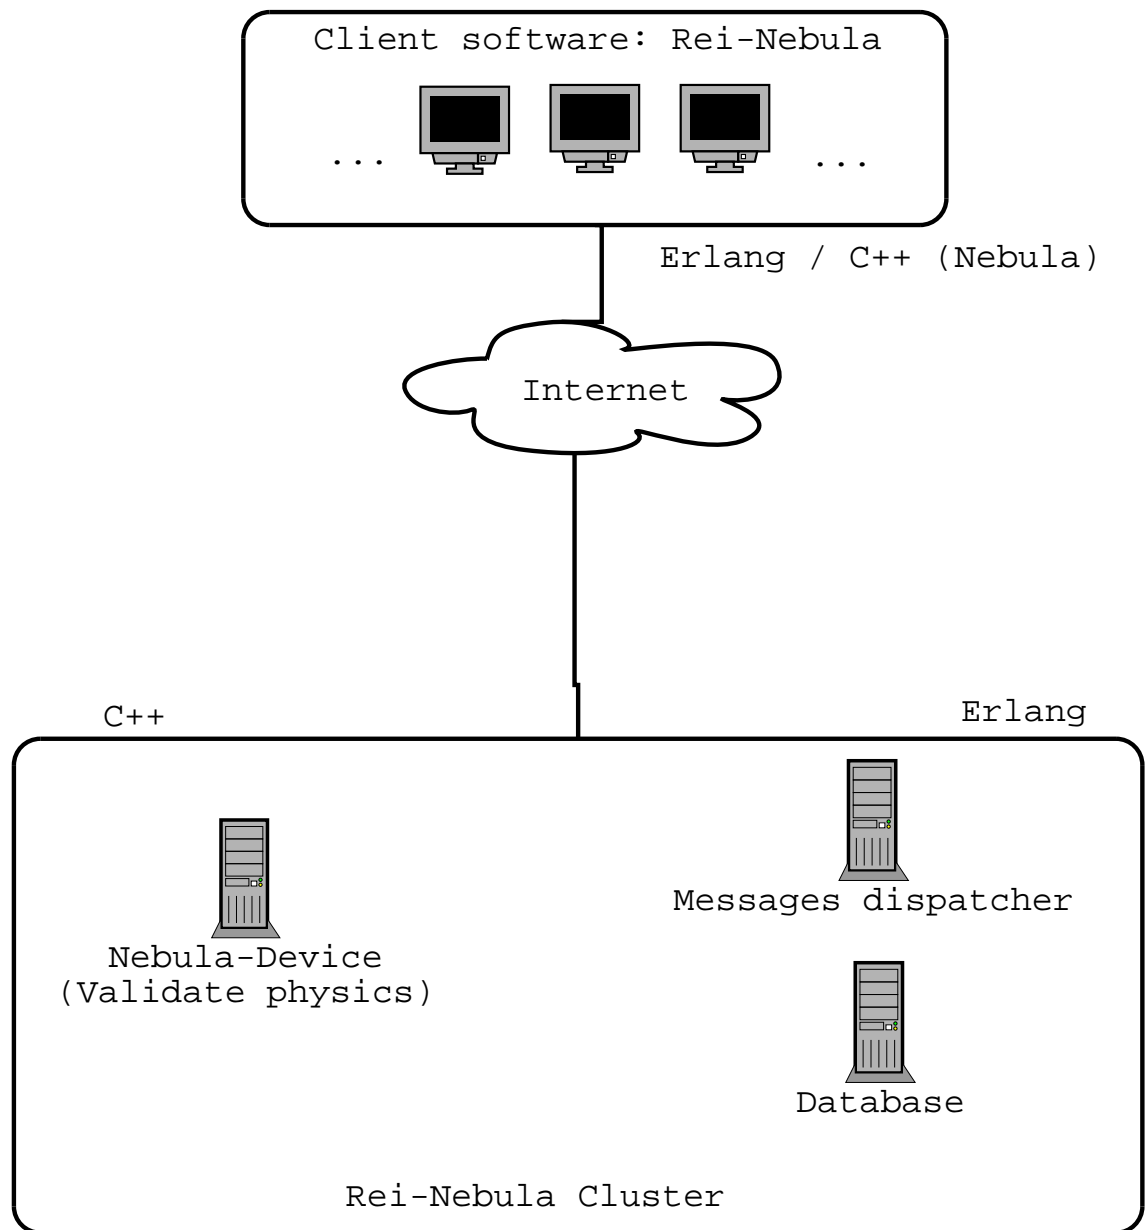 Client software: Rei-Nebula
... ...
Erlang / C++ (Nebula)
Internet
C++ Erlang
Messages dispatcher
Nebula-Device
(Validate physics)
Database
Rei-Nebula Cluster